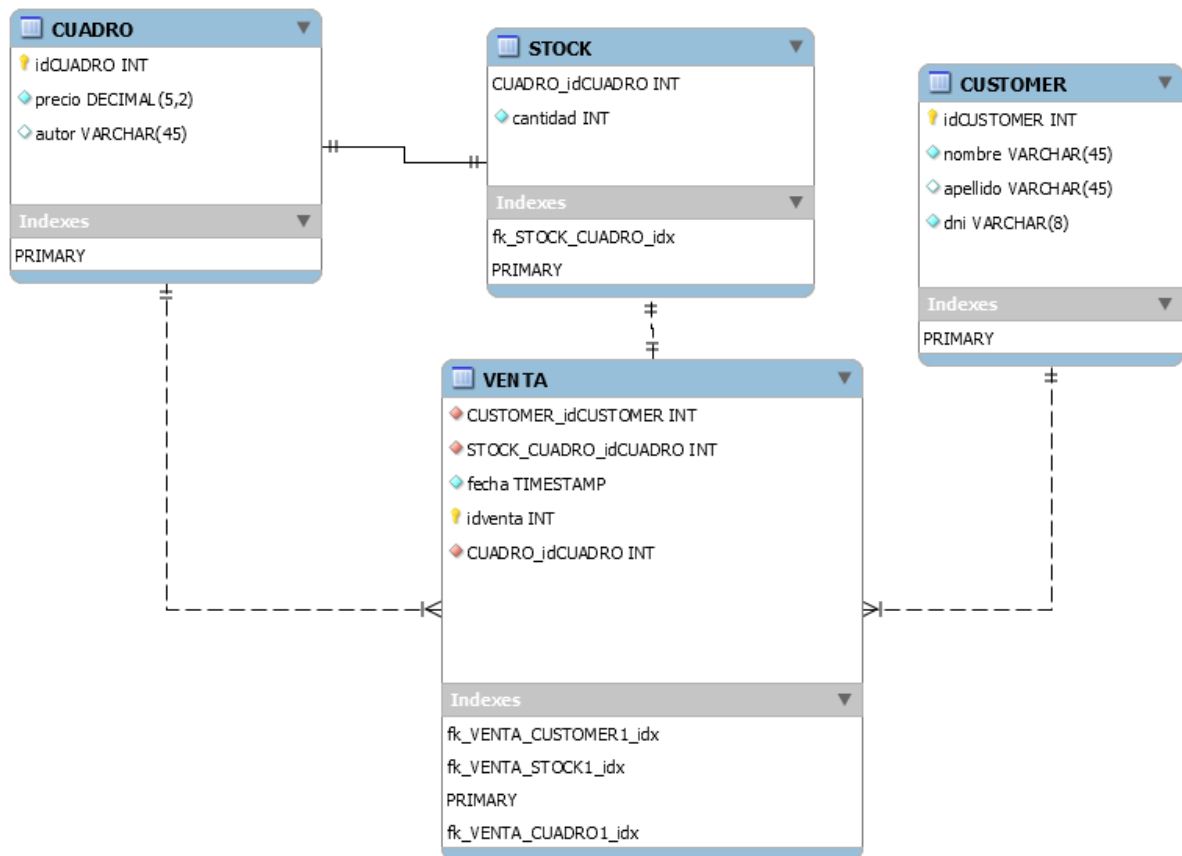 CUADRO
idCUADRO INT
precio DECIMAL(5,2)
autor VARCHAR(45)
Indexes
PRIMARY
STOCK
CUADRO_idCUADRO INT
cantidad INT
Indexes
fk_STOCK_CUADRO_idx
PRIMARY
CUSTOMER
idCUSTOMER INT
nombre VARCHAR(45)
apellido VARCHAR(45)
dni VARCHAR(8)
Indexes
PRIMARY
VENTA
CUSTOMER_idCUSTOMER INT
STOCK_CUADRO_idCUADRO INT
fecha TIMESTAMP
idventa INT
CUADRO_idCUADRO INT
Indexes
fk_VENTA_CUSTOMER1_idx
fk_VENTA_STOCK1_idx
PRIMARY
fk_VENTA_CUADRO1_idx